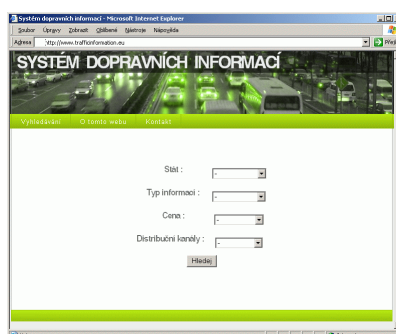 Systém dopravních informací - Microsoft Internet Explorer
Soubor Úpravy Zobrazit Oblíbené Nástroje Nápověda
Adresa http://www.trafficinformation.eu
SYSTÉM DOPRAVNÍCH INFORMACÍ
Vyhledávání O tomto webu Kontakt
Stát : -
Typ informací : -
Cena : -
Distribuční kanály : -
Hledej